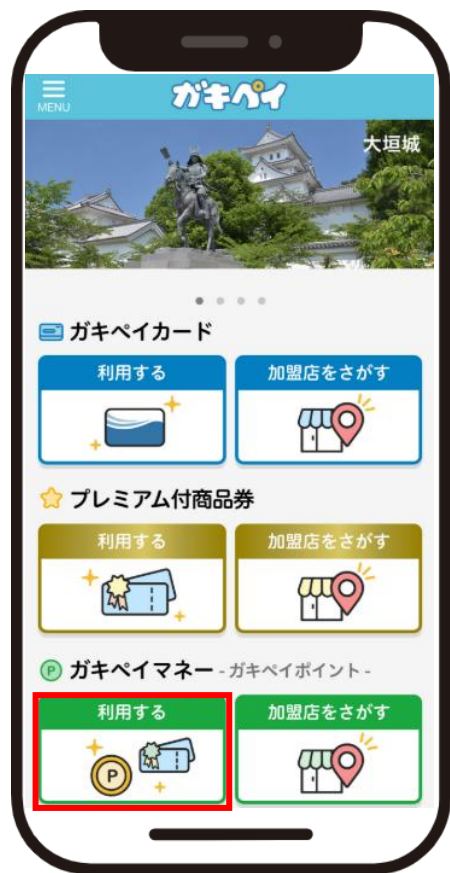 MENU
ガキペイ
大垣城
ガキペイカード
利用する
加盟店をさがす
プレミアム付商品券
利用する
加盟店をさがす
P ガキペイマネー - ガキペイポイント -
利用する
加盟店をさがす
P